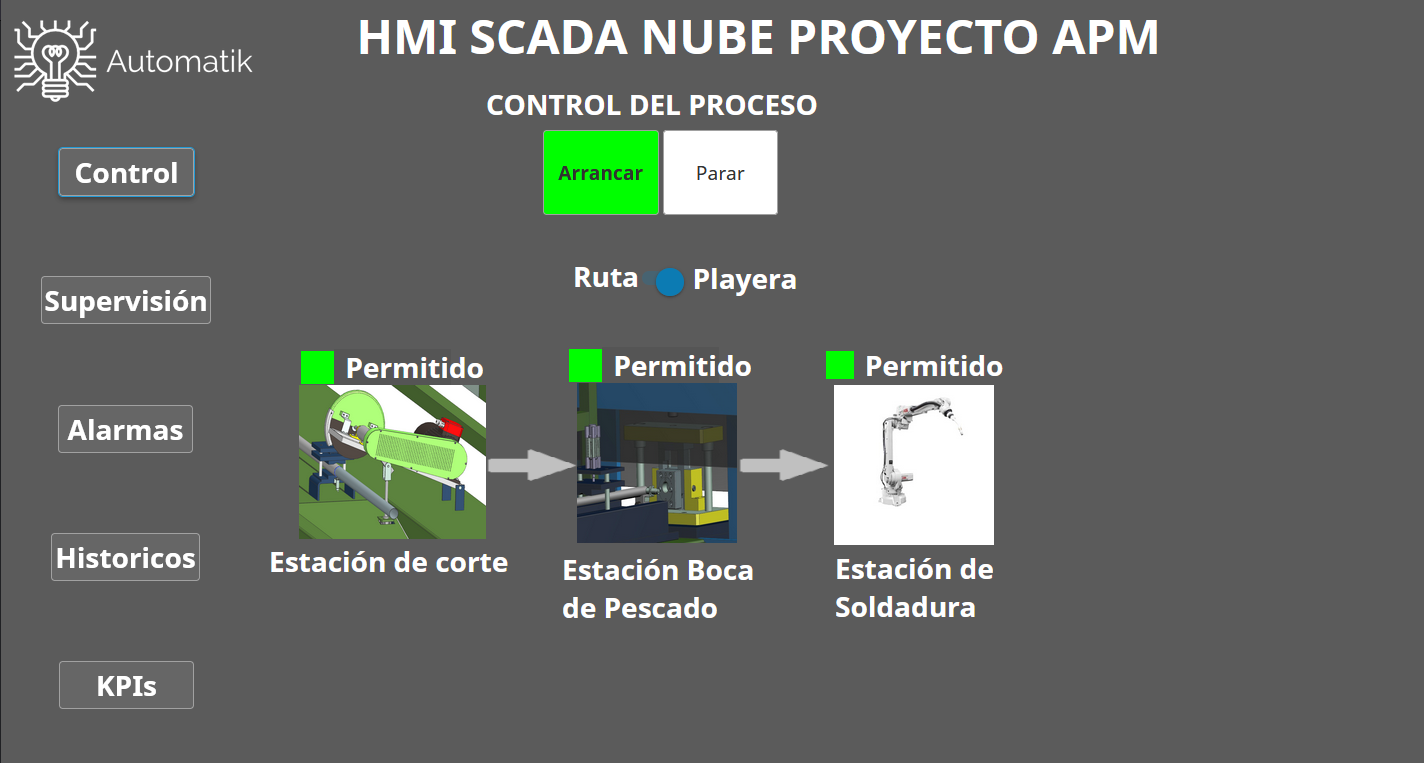 Automatik
HMI SCADA NUBE PROYECTO APM
CONTROL DEL PROCESO
Arrancar
Parar
Control
Ruta
Playera
Supervisión
Permitido
Permitido
Permitido
Alarmas
Historicos
Estación de corte
Estación Boca
de Pescado
Estación de
Soldadura
KPIs